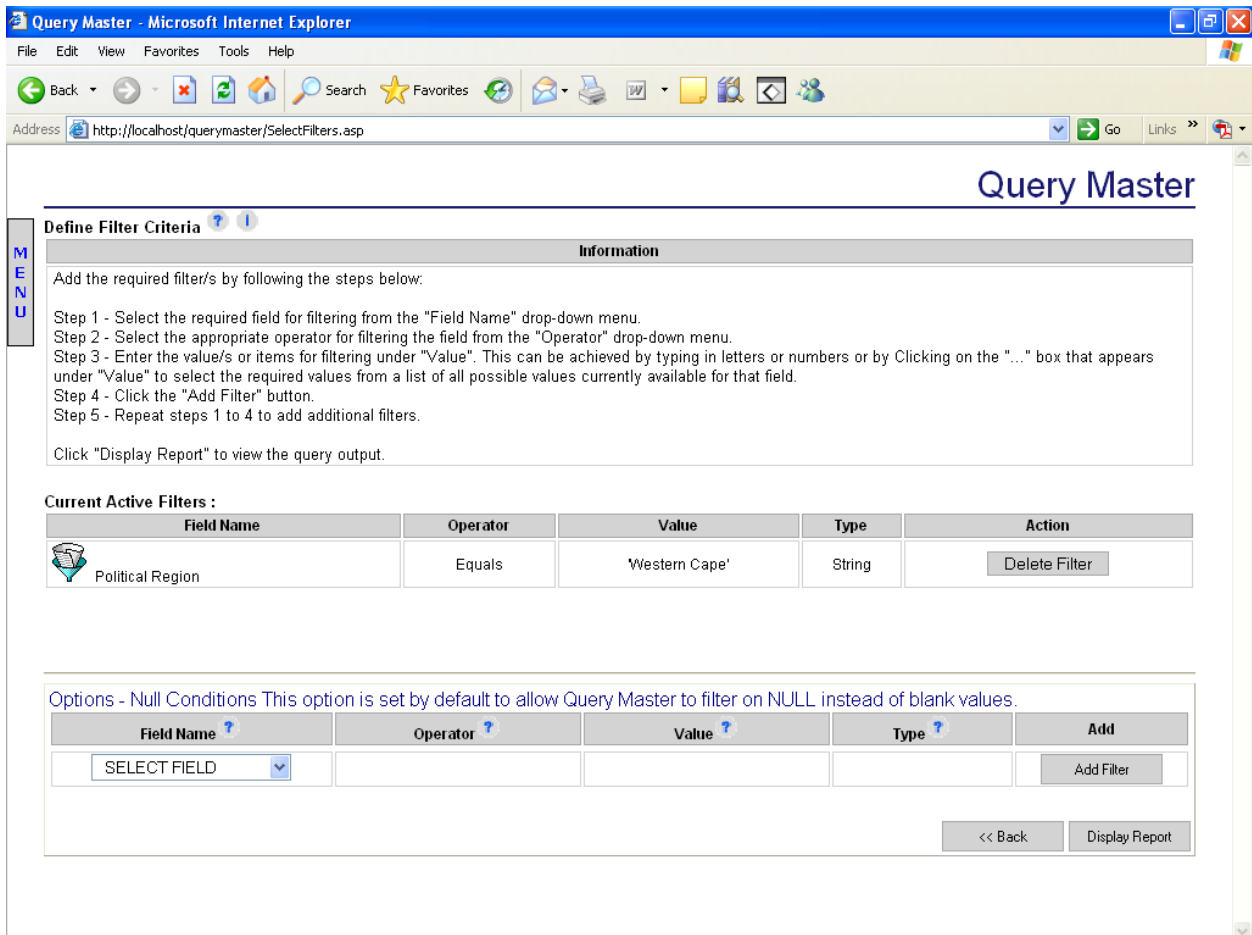 Query Master - Microsoft Internet Explorer
File Edit View Favorites Tools Help
Back Search Favorites
Address http://localhost/querymaster/SelectFilters.asp Go Links »
Query Master
MENU
Define Filter Criteria ? I
Information
Add the required filter/s by following the steps below:
Step 1 - Select the required field for filtering from the "Field Name" drop-down menu.
Step 2 - Select the appropriate operator for filtering the field from the "Operator" drop-down menu.
Step 3 - Enter the value/s or items for filtering under "Value". This can be achieved by typing in letters or numbers or by Clicking on the "..." box that appears
under "Value" to select the required values from a list of all possible values currently available for that field.
Step 4 - Click the "Add Filter" button.
Step 5 - Repeat steps 1 to 4 to add additional filters.
Click "Display Report" to view the query output.
Current Active Filters :
Field Name Operator Value Type Action
Political Region Equals 'Western Cape' String Delete Filter
Options - Null Conditions This option is set by default to allow Query Master to filter on NULL instead of blank values.
Field Name ? Operator ? Value ? Type ? Add
SELECT FIELD Add Filter
<< Back Display Report